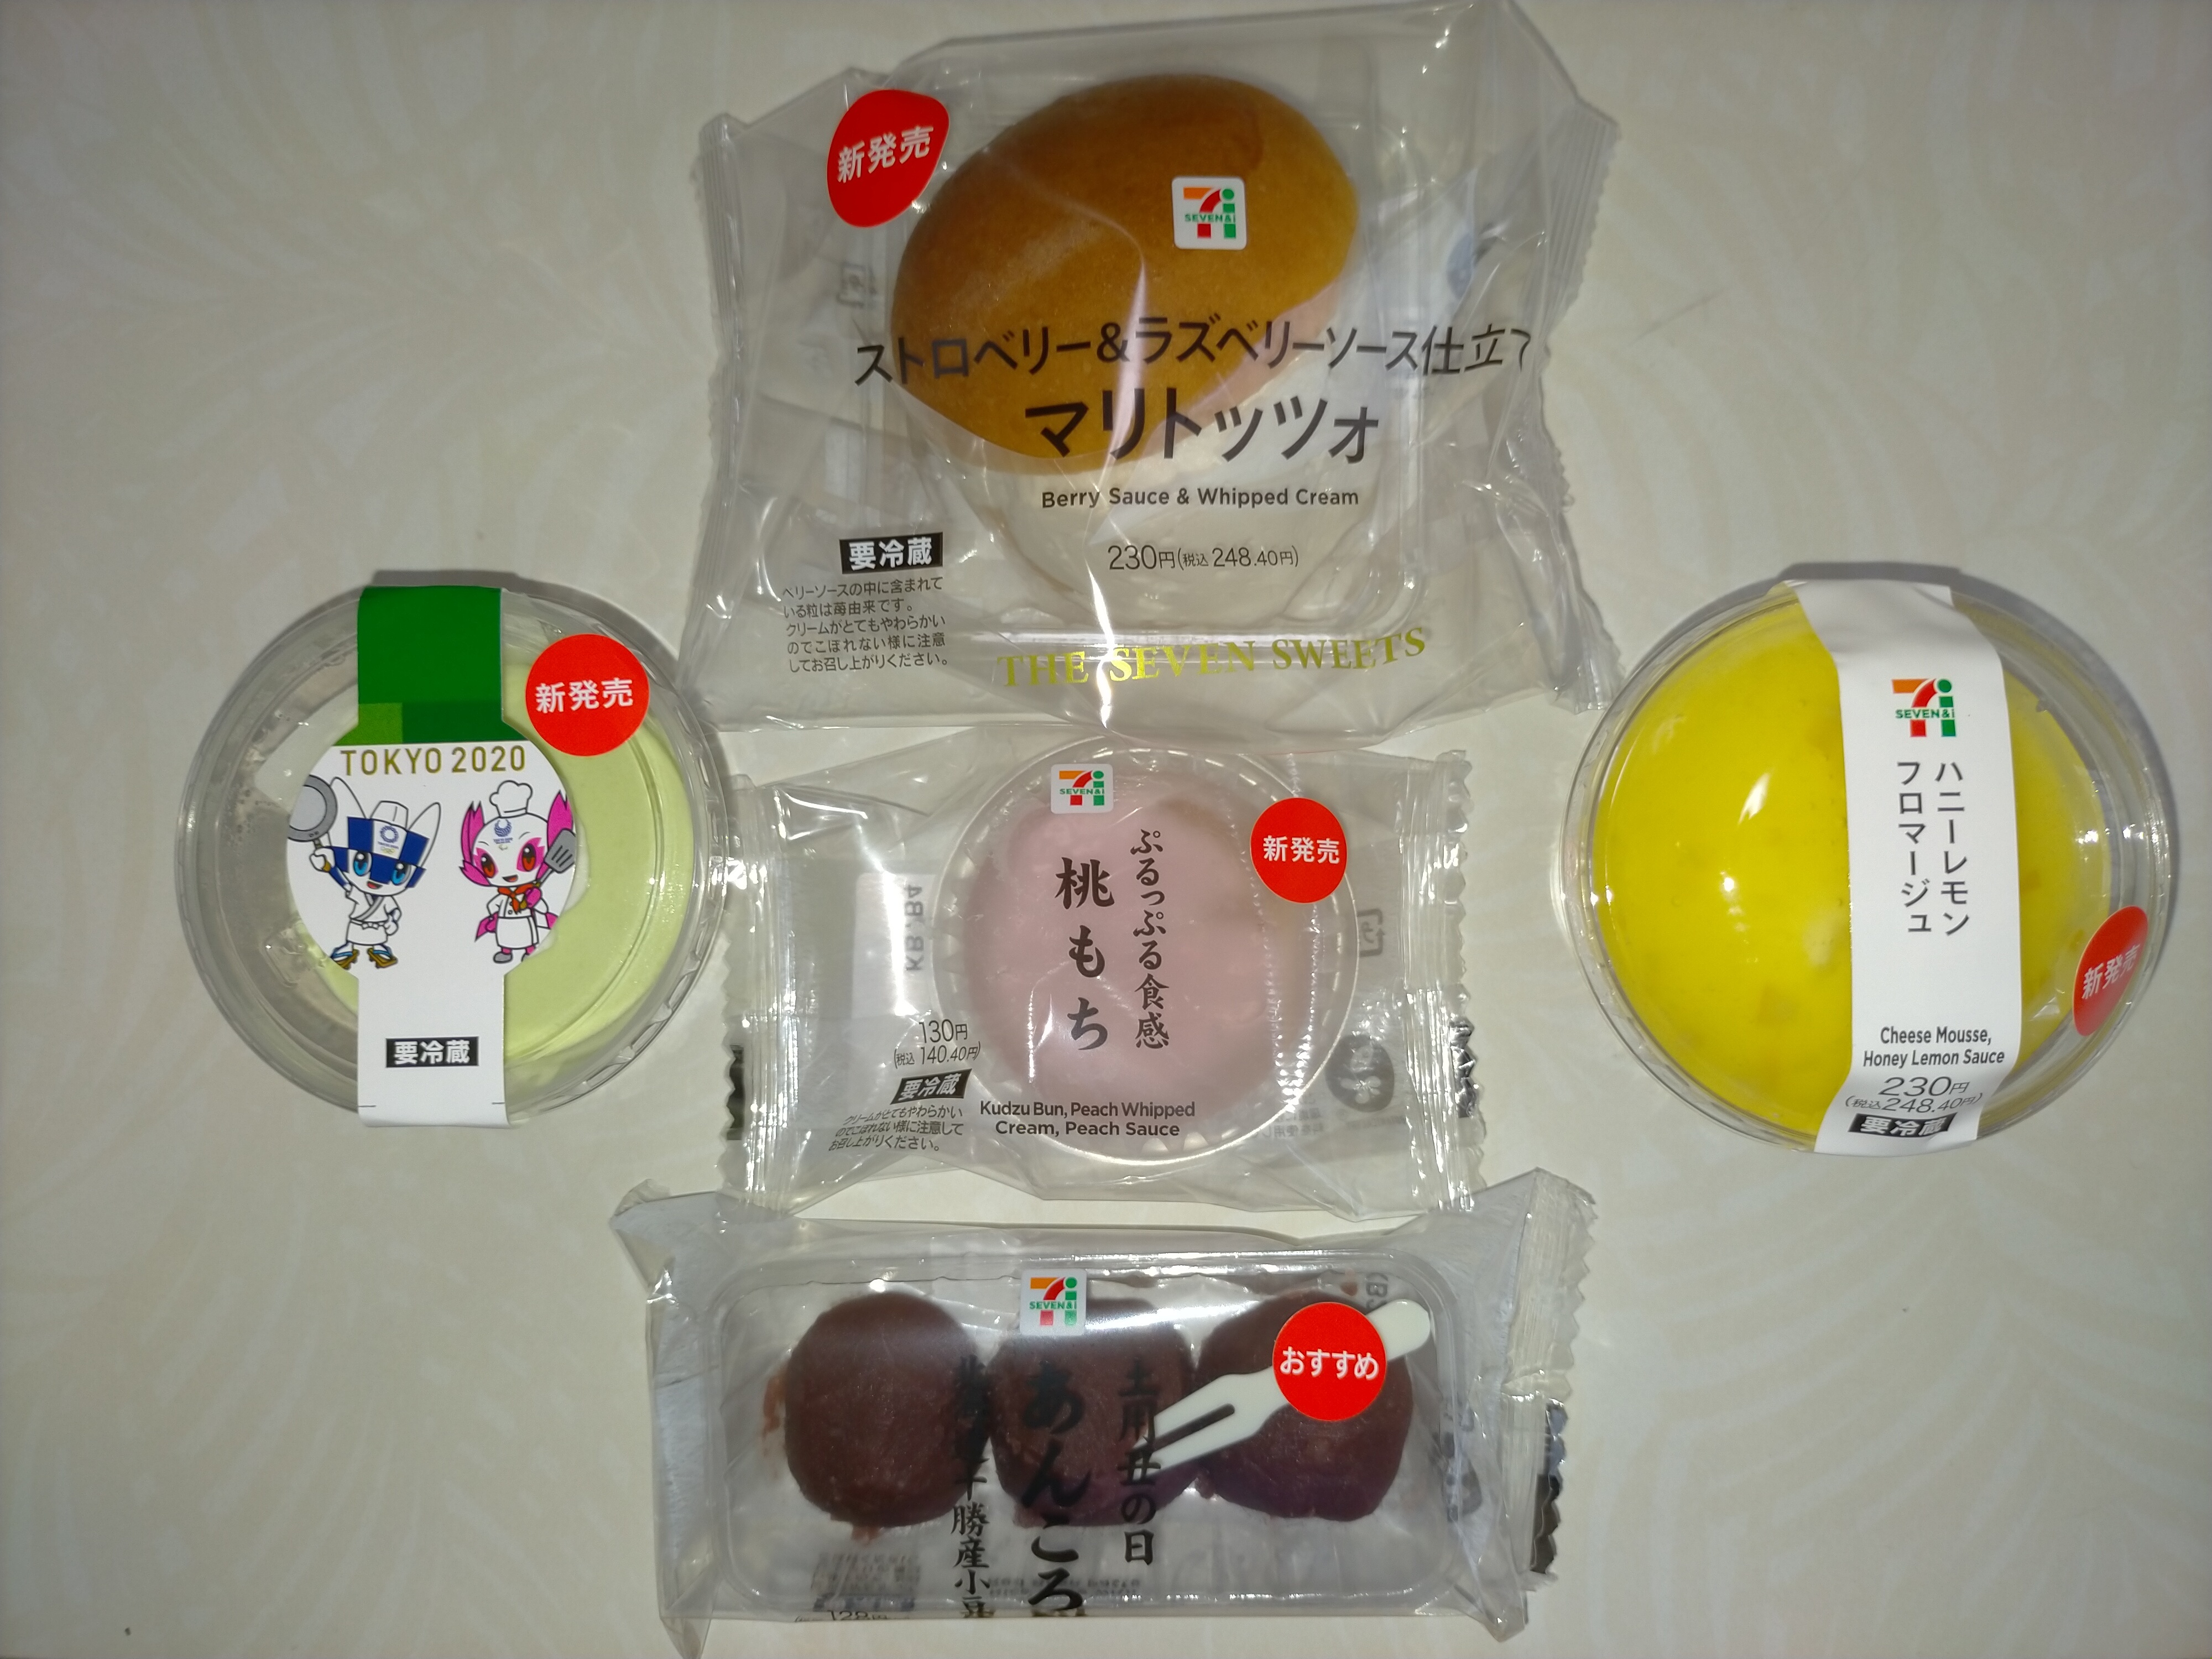 新発売
SEVEN&i
ストロベリー&ラズベリーソース仕立て
マリトッツォ
Berry Sauce & Whipped Cream
230円(税込 248.40円)
要冷蔵
ベリーソースの中に含まれて
いる粒は苺由来です。
クリームがとてもやわらかい
のでこぼれない様に注意
してお召し上がりください。
THE SEVEN SWEETS
新発売
TOKYO 2020
要冷蔵
SEVEN&i
新発売
ぷるっぷる食感
桃もち
130円
(税込 140.40円)
要冷蔵
クリームがとてもやわらかい
のでこぼれない様に注意して
お召し上がりください。
Kudzu Bun, Peach Whipped
Cream, Peach Sauce
SEVEN&i
ハニーレモン
フロマージュ
新発売
Cheese Mousse,
Honey Lemon Sauce
230円
(税込248.40円)
要冷蔵
SEVEN&i
おすすめ
土用丑の日
あんころ
十勝産小豆